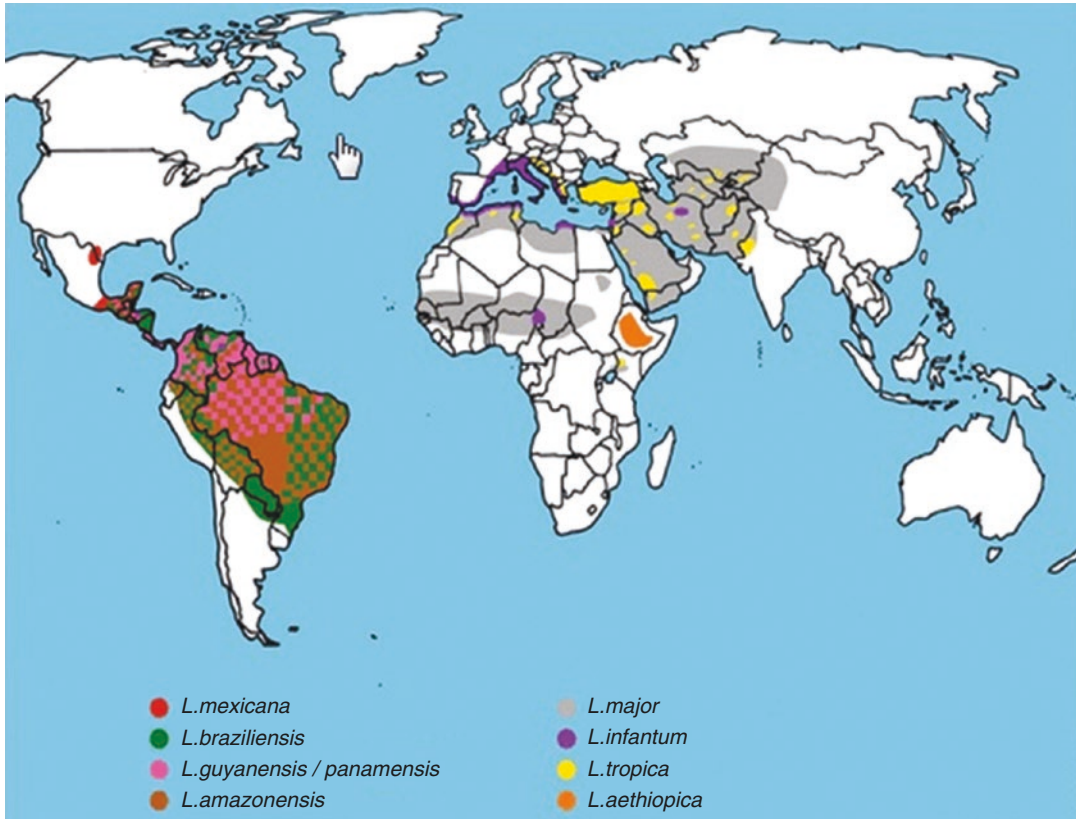 L.mexicana
L.braziliensis
L.guyanensis / panamensis
L.amazonensis
L.major
L.infantum
L.tropica
L.aethiopica